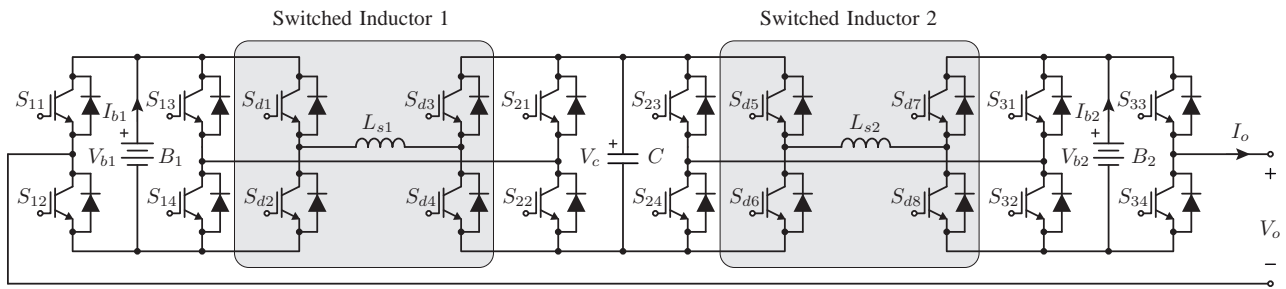 Switched Inductor 1
Switched Inductor 2
S11
Ib1
S13
Sd1
Sd3
S21
S23
Sd5
Sd7
S31
Ib2
S33
+
Vb1
B1
Ls1
+
Vc
C
Ls2
+
Vb2
B2
Io
S12
S14
Sd2
Sd4
S22
S24
Sd6
Sd8
S32
S34
+
Vo
−